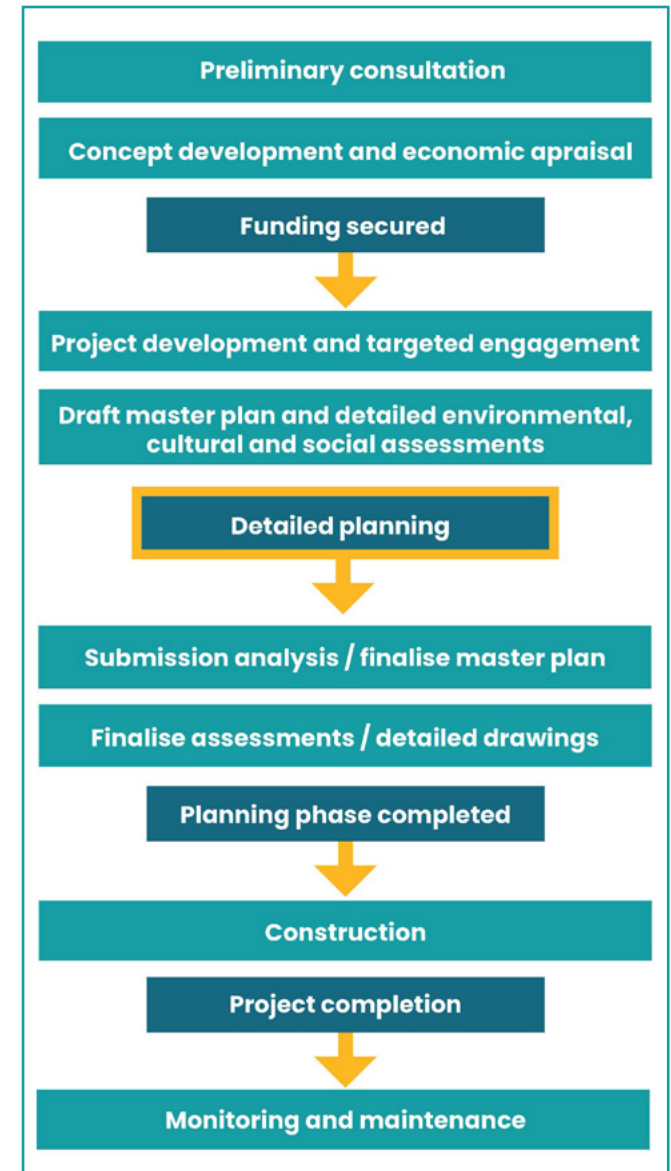 Preliminary consultation
Concept development and economic apraisal
Funding secured
Project development and targeted engagement
Draft master plan and detailed environmental,
cultural and social assessments
Detailed planning
Submission analysis / finalise master plan
Finalise assessments / detailed drawings
Planning phase completed
Construction
Project completion
Monitoring and maintenance